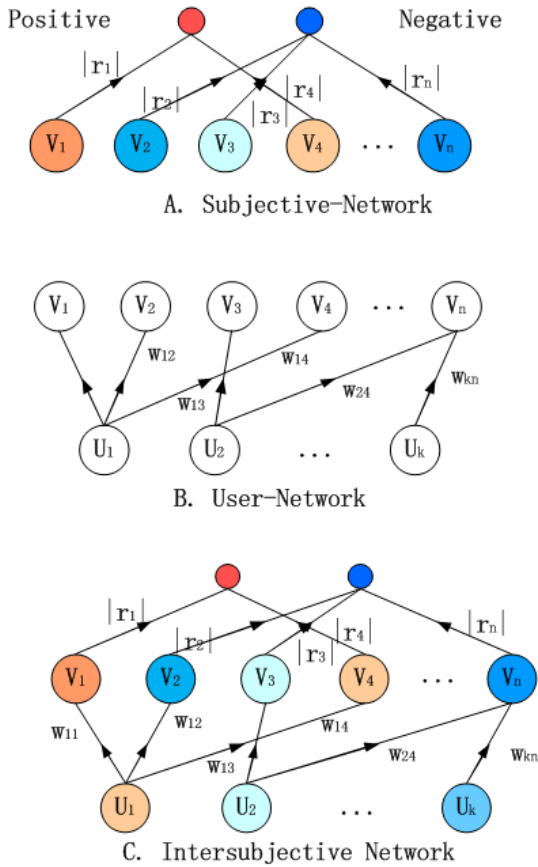 Positive Negative
|r1| |r2| |r3| |r4| |rn|
V1 V2 V3 V4 ... Vn
A. Subjective-Network
V1 V2 V3 V4 ... Vn
w12 w14
w13 w24 wkn
U1 U2 ... Uk
B. User-Network
|r1| |r2| |r3| |r4| |rn|
V1 V2 V3 V4 ... Vn
w11 w12 w14
w13 w24 wkn
U1 U2 ... Uk
C. Intersubjective Network